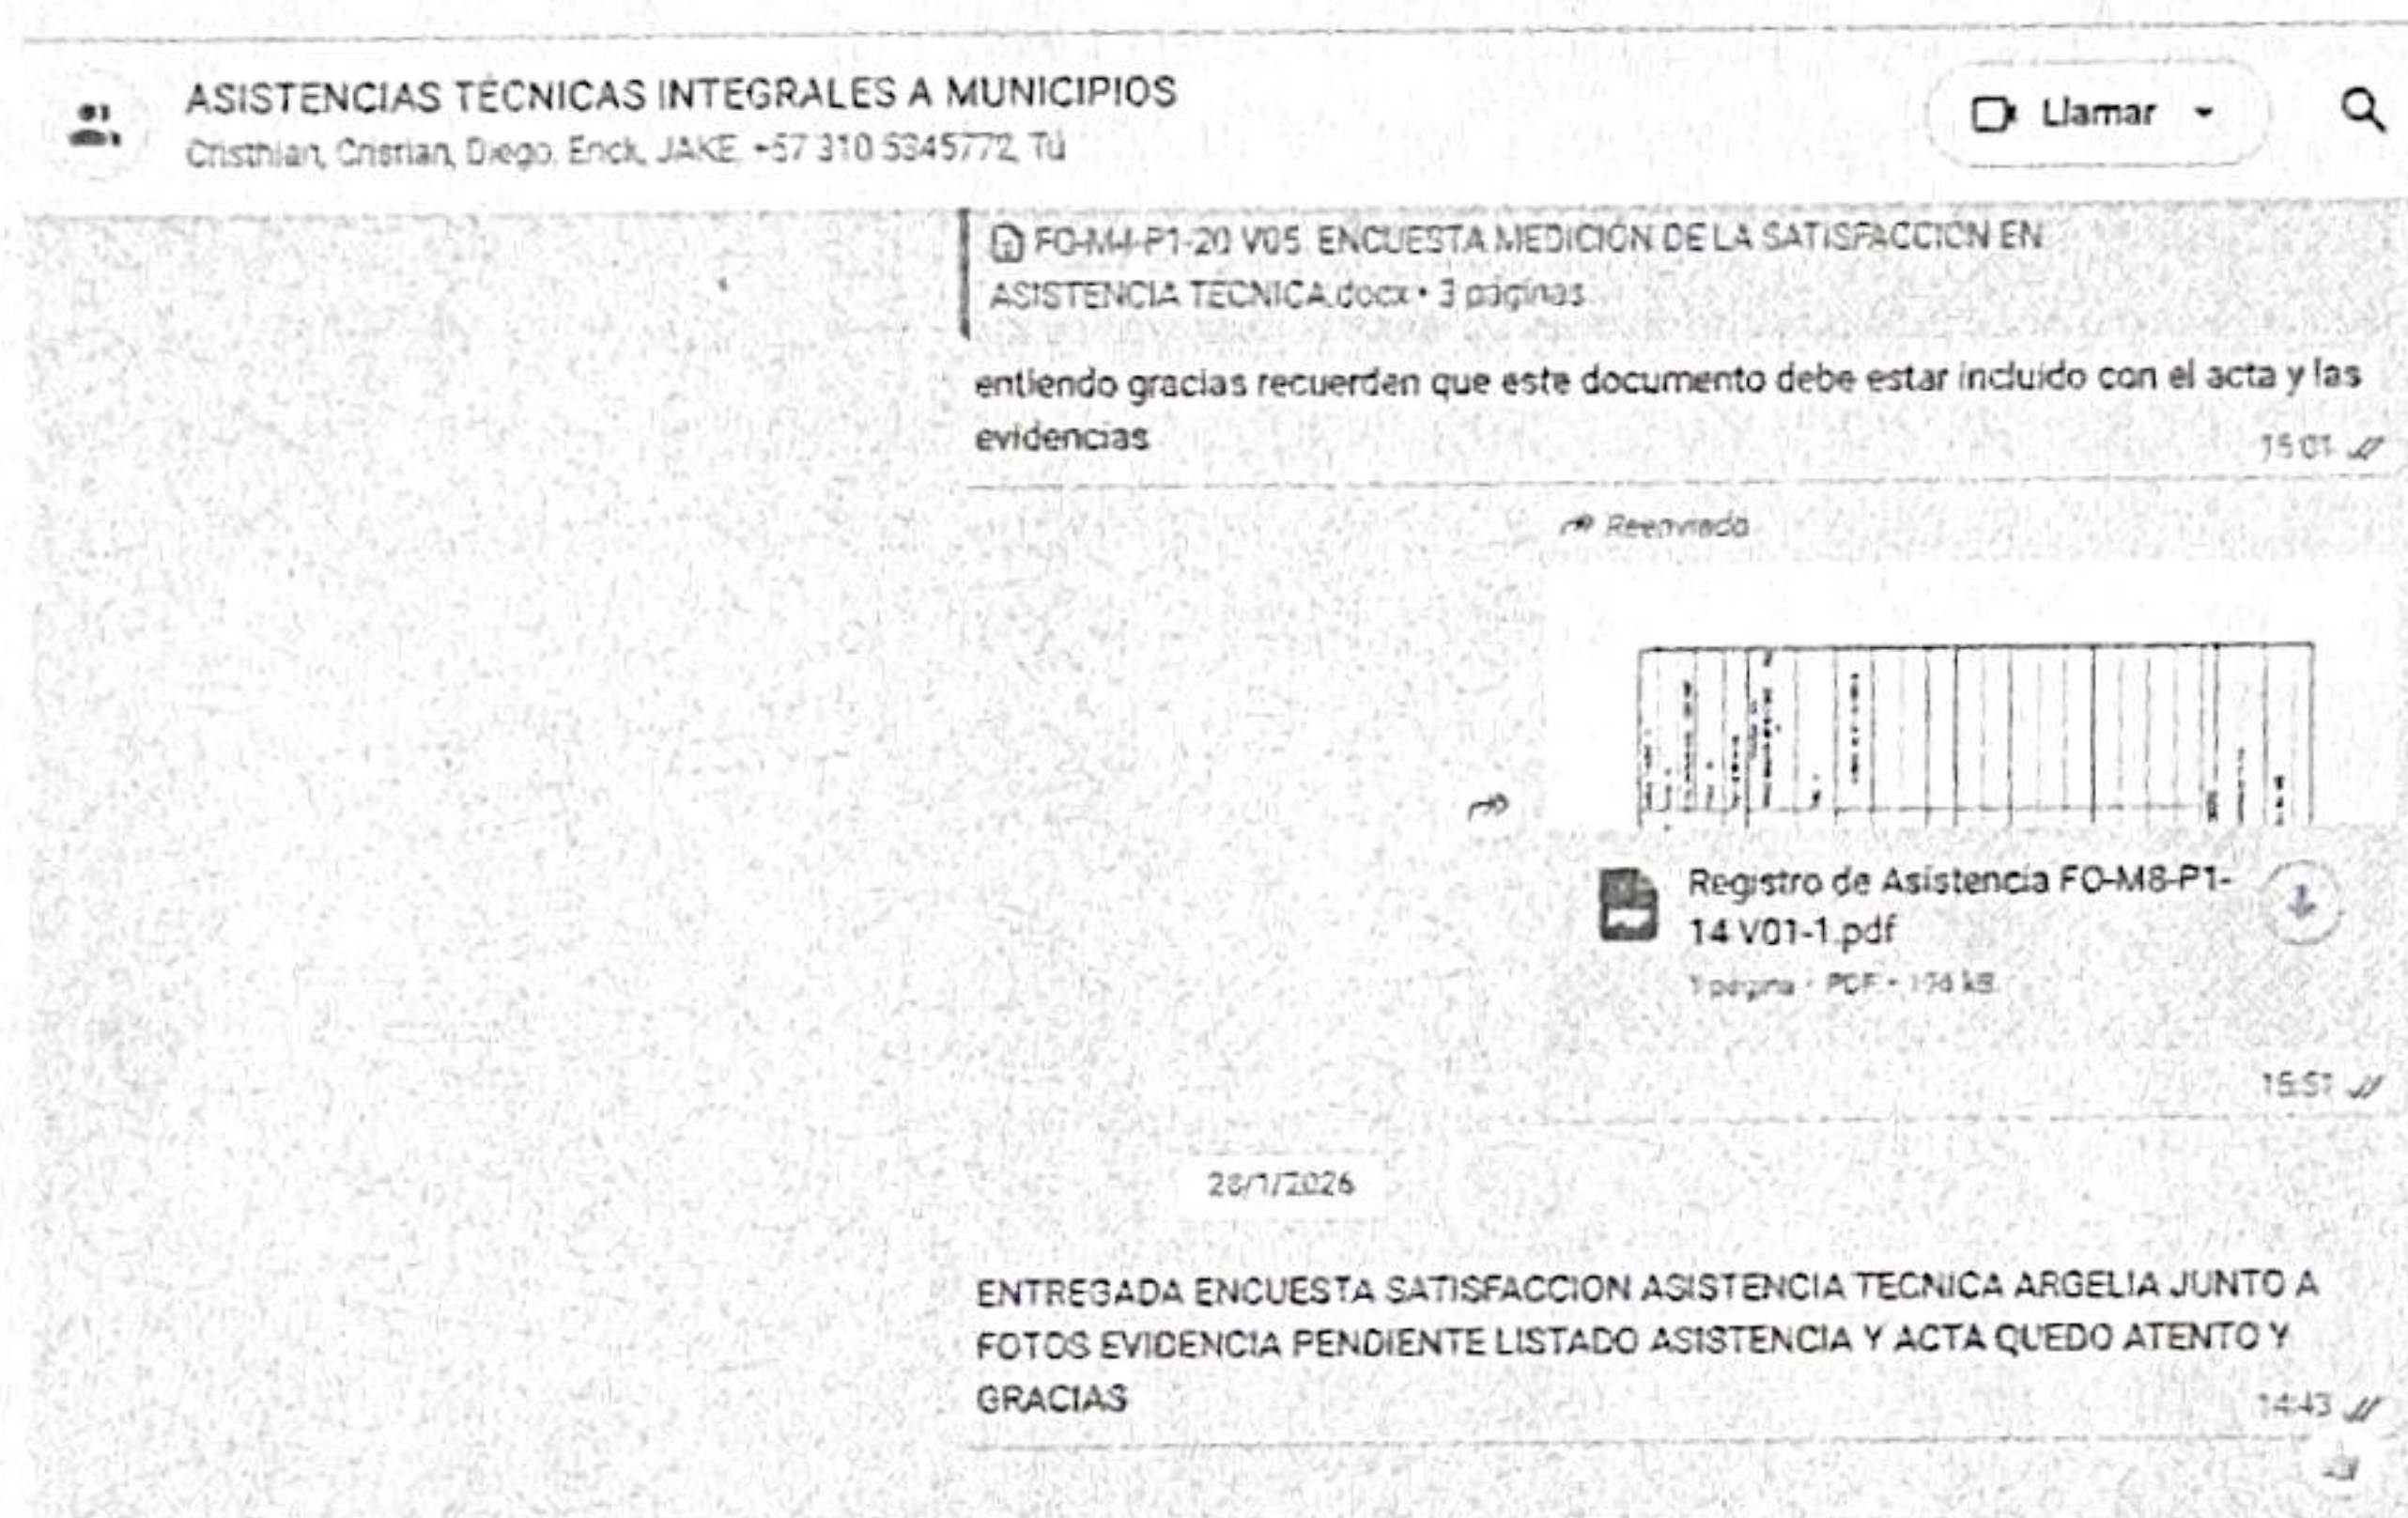 ASISTENCIAS TÉCNICAS INTEGRALES A MUNICIPIOS
Cristhian, Cristian, Diego, Erick, JAKE, +57 310 5345772, Tú
Llamar
FO-M4-P1-20 V05 ENCUESTA MEDICIÓN DE LA SATISFACCIÓN EN
ASISTENCIA TECNICA.docx • 3 páginas
entiendo gracias recuerden que este documento debe estar incluido con el acta y las
evidencias
15:01
Reenviado
Registro de Asistencia FO-M8-P1-
14 V01-1.pdf
1 página • PDF • kB
15:51
28/1/2026
ENTREGADA ENCUESTA SATISFACCION ASISTENCIA TECNICA ARGELIA JUNTO A
FOTOS EVIDENCIA PENDIENTE LISTADO ASISTENCIA Y ACTA QUEDO ATENTO Y
GRACIAS
14:43